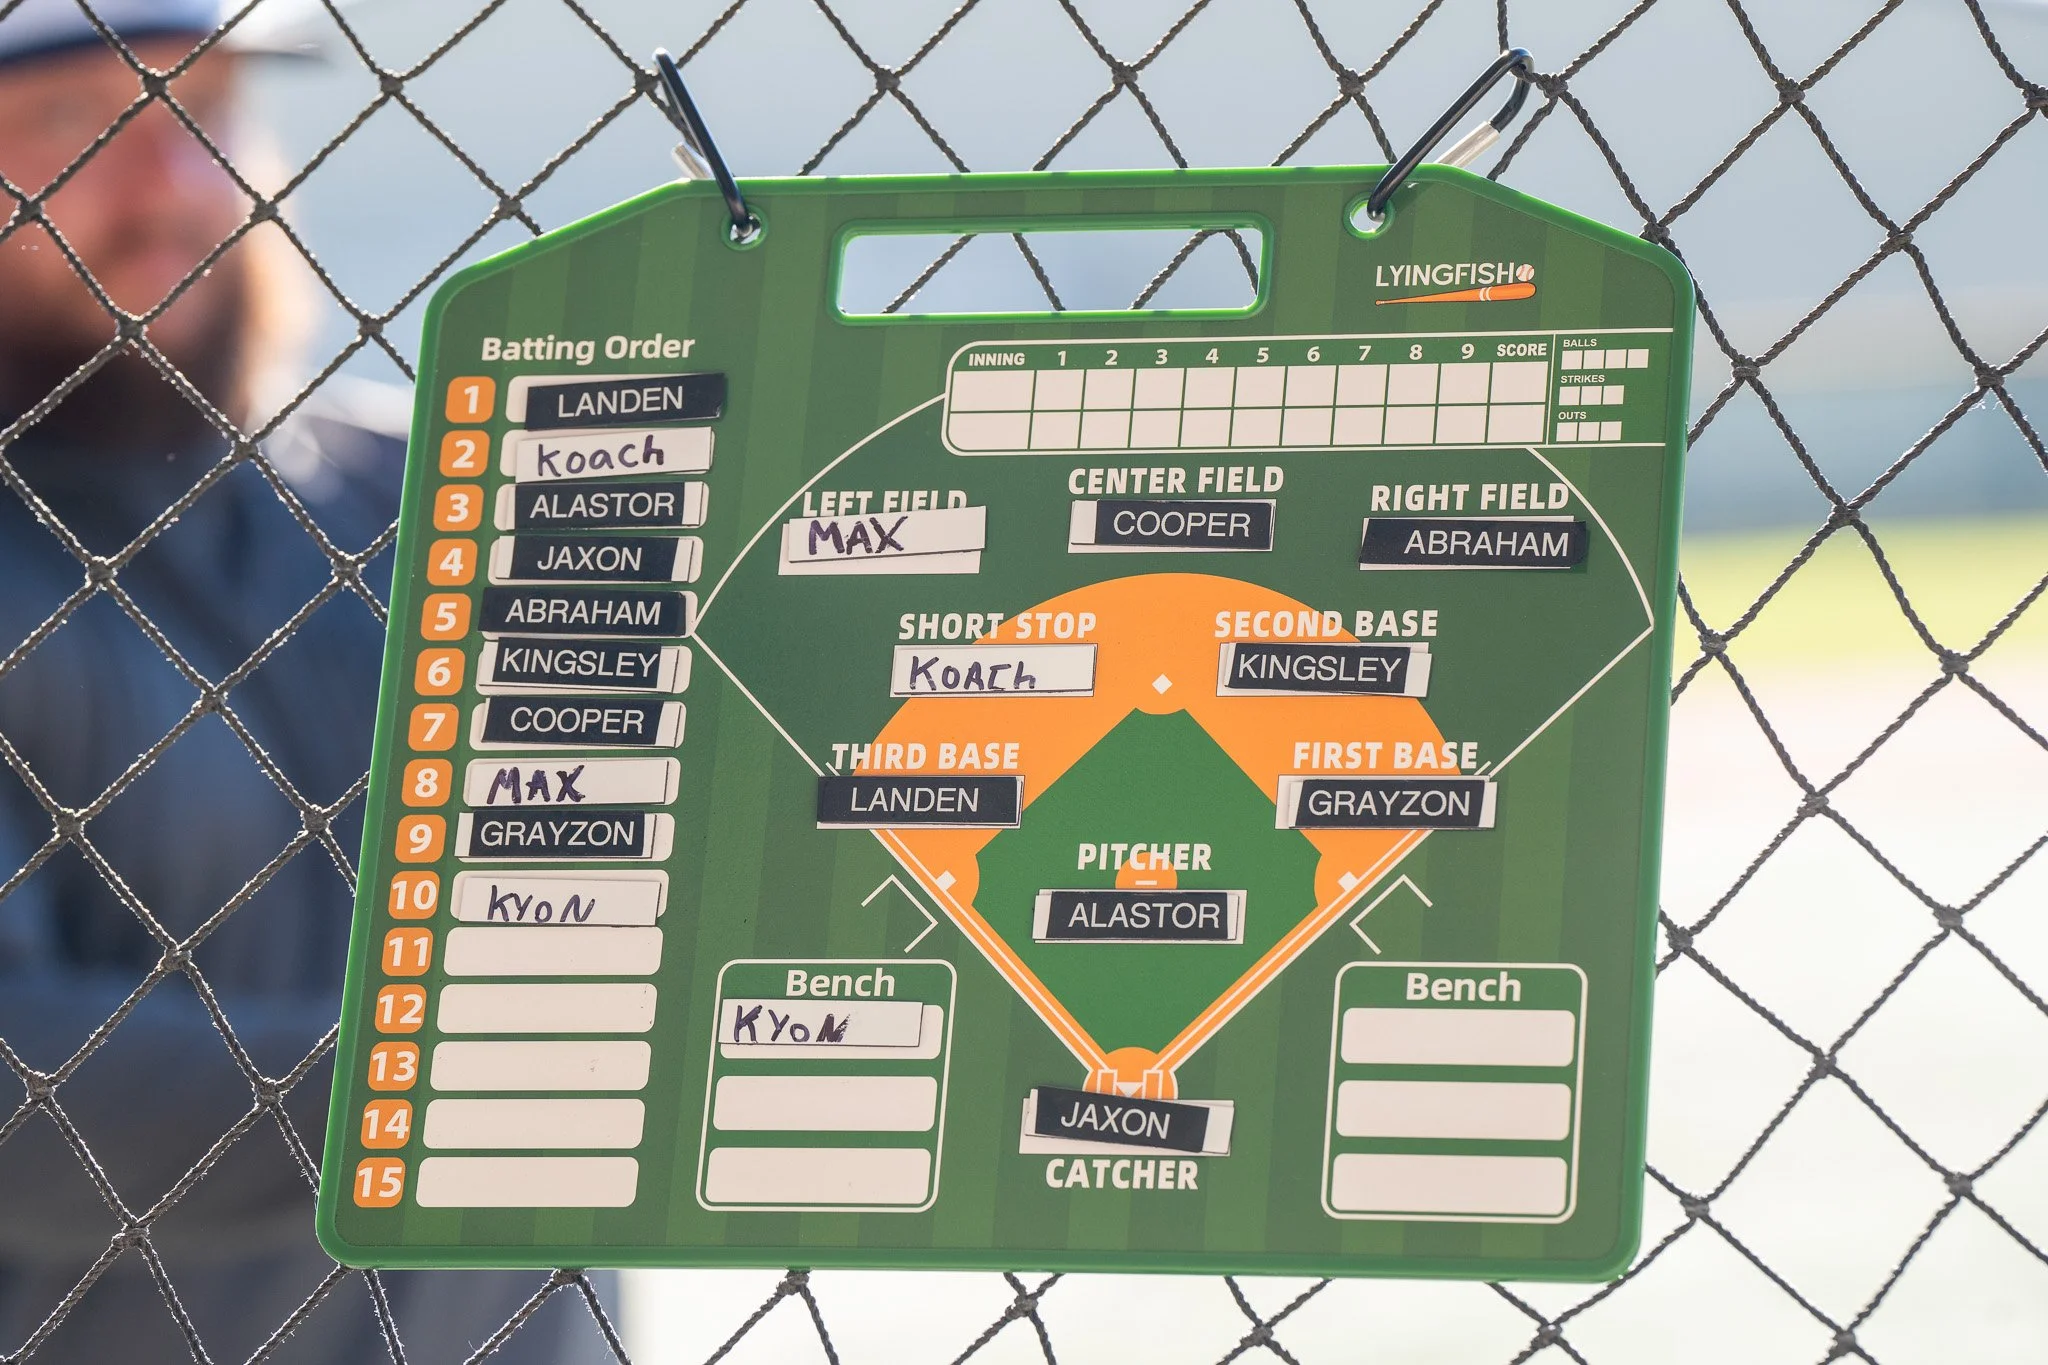 LYINGFISH
Batting Order
1 LANDEN
2 Koach
3 ALASTOR
4 JAXON
5 ABRAHAM
6 KINGSLEY
7 COOPER
8 MAX
9 GRAYZON
10 KYON
11
12
13
14
15
INNING 1 2 3 4 5 6 7 8 9 SCORE
BALLS
STRIKES
OUTS
LEFT FIELD
MAX
CENTER FIELD
COOPER
RIGHT FIELD
ABRAHAM
SHORT STOP
KOACh
SECOND BASE
KINGSLEY
THIRD BASE
LANDEN
FIRST BASE
GRAYZON
PITCHER
ALASTOR
Bench
KYON
JAXON
CATCHER
Bench